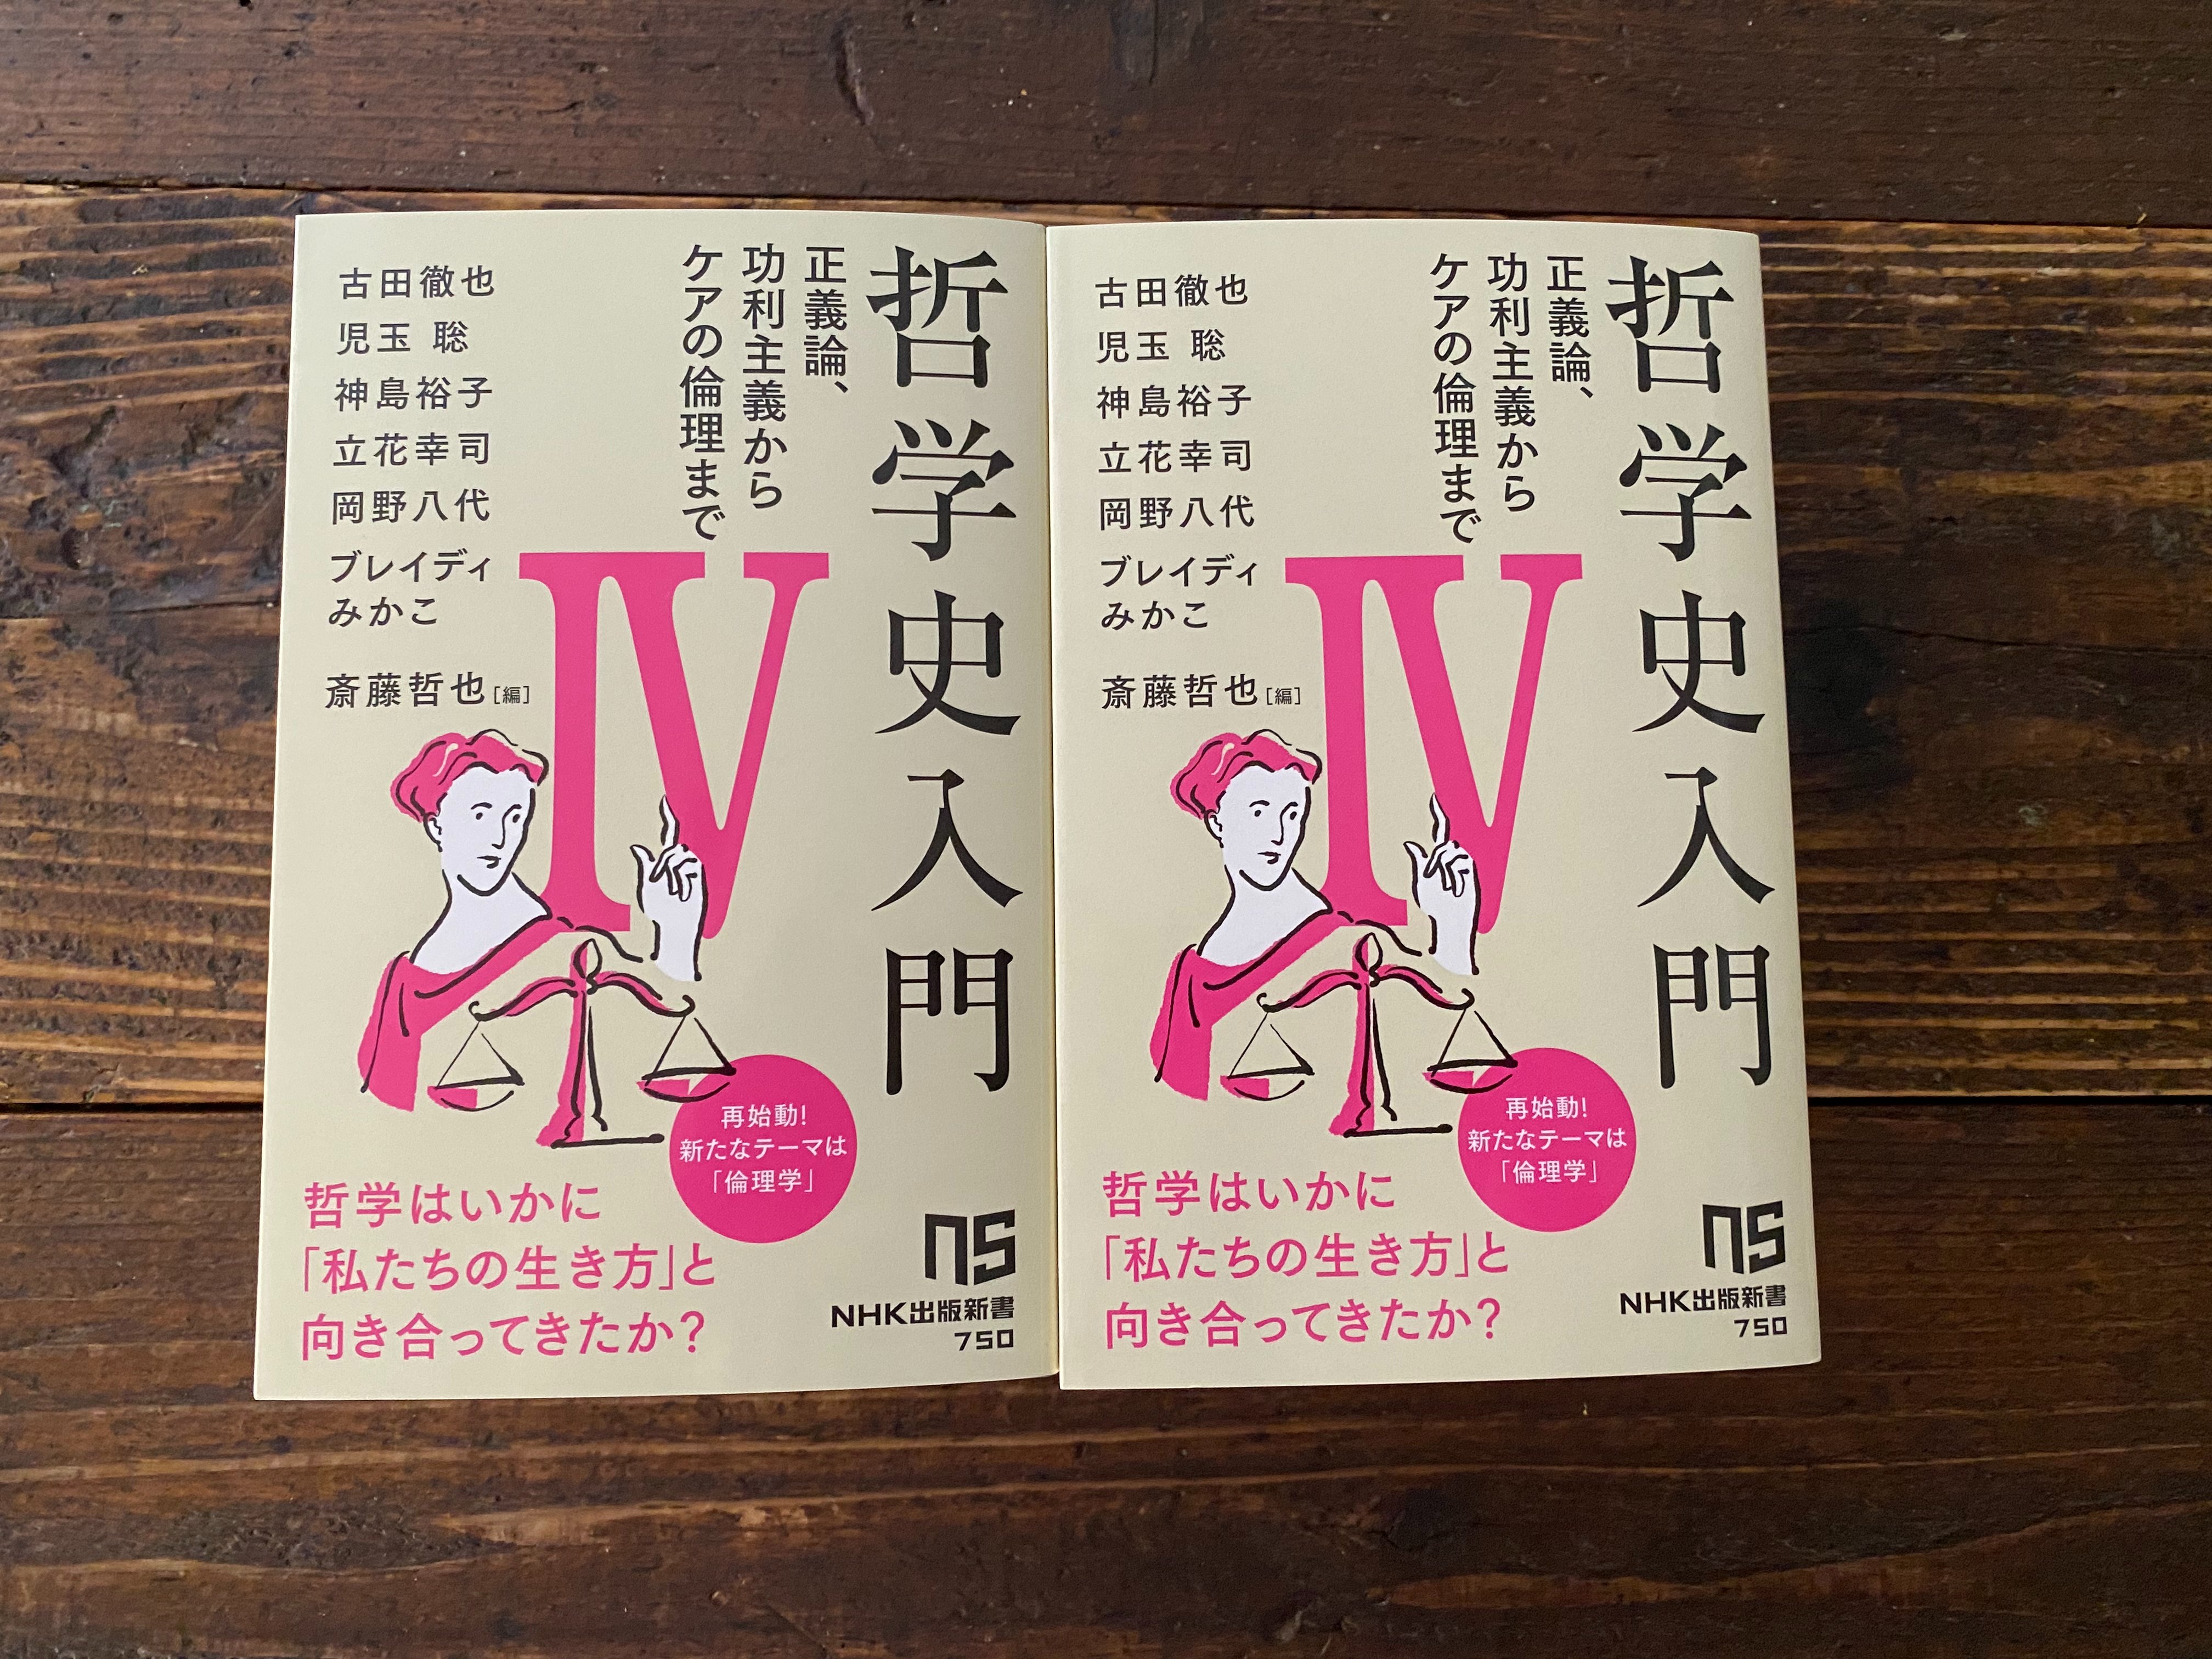 哲学史入門
IV
正義論、
功利主義から
ケアの倫理まで
古田徹也
児玉 聡
神島裕子
立花幸司
岡野八代
ブレイディ
みかこ
斎藤哲也[編]
再始動!
新たなテーマは
「倫理学」
哲学はいかに
「私たちの生き方」と
向き合ってきたか?
NS
NHK出版新書
750
哲学史入門
IV
正義論、
功利主義から
ケアの倫理まで
古田徹也
児玉 聡
神島裕子
立花幸司
岡野八代
ブレイディ
みかこ
斎藤哲也[編]
再始動!
新たなテーマは
「倫理学」
哲学はいかに
「私たちの生き方」と
向き合ってきたか?
NS
NHK出版新書
750